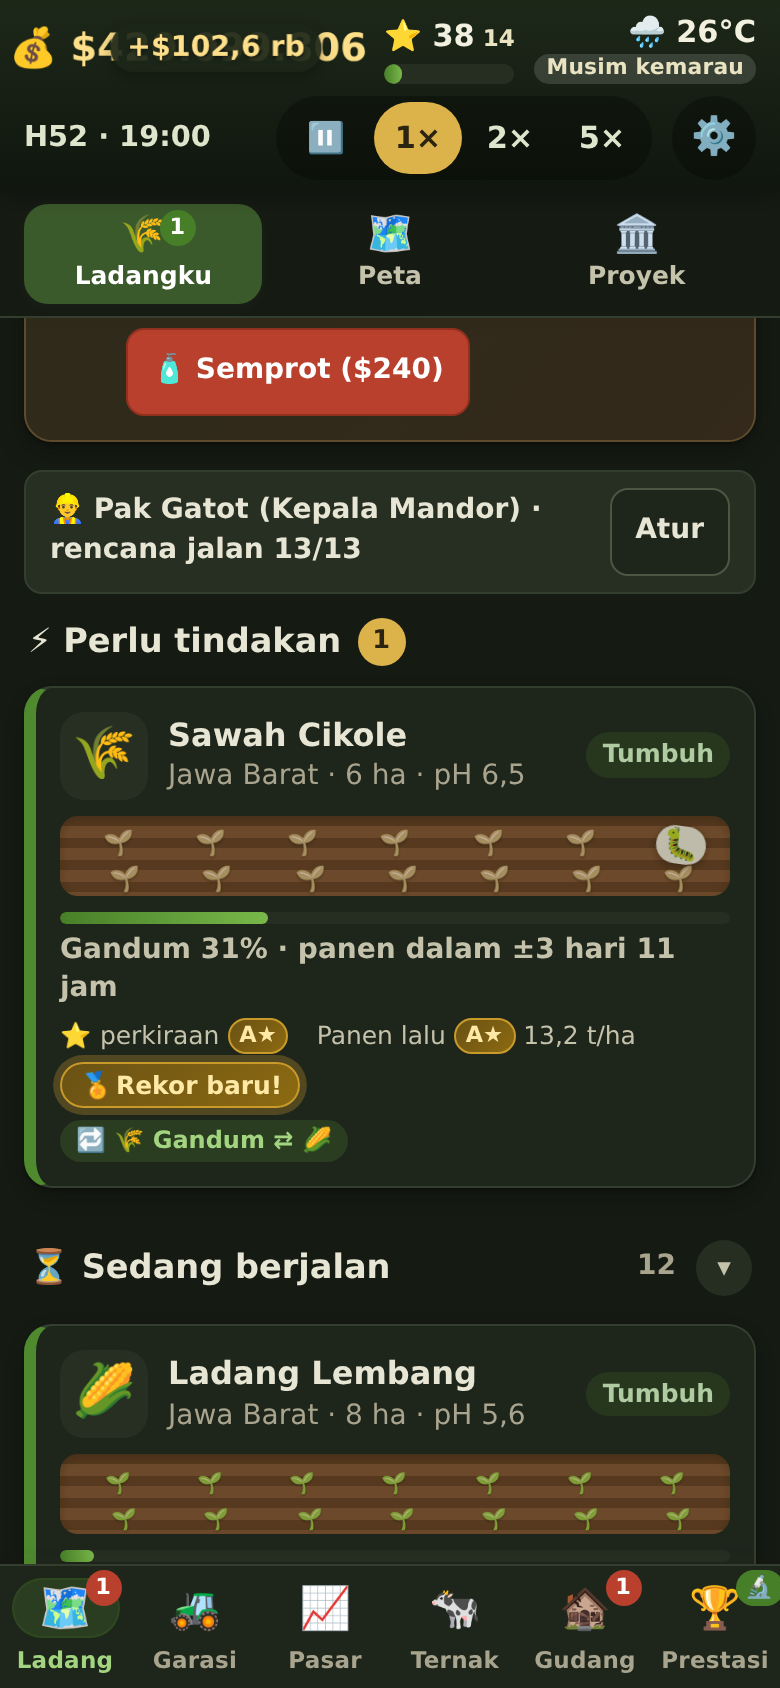 +$102,6 rb
38 14
26°C
Musim kemarau
H52 · 19:00
1×
2×
5×
1
Ladangku
Peta
Proyek
Semprot ($240)
Pak Gatot (Kepala Mandor) ·
rencana jalan 13/13
Atur
Perlu tindakan 1
Sawah Cikole
Jawa Barat · 6 ha · pH 6,5
Tumbuh
Gandum 31% · panen dalam ±3 hari 11
jam
perkiraan A★ Panen lalu A★ 13,2 t/ha
Rekor baru!
Gandum ⇄
Sedang berjalan
12
Ladang Lembang
Jawa Barat · 8 ha · pH 5,6
Tumbuh
1
1
Ladang
Garasi
Pasar
Ternak
Gudang
Prestasi